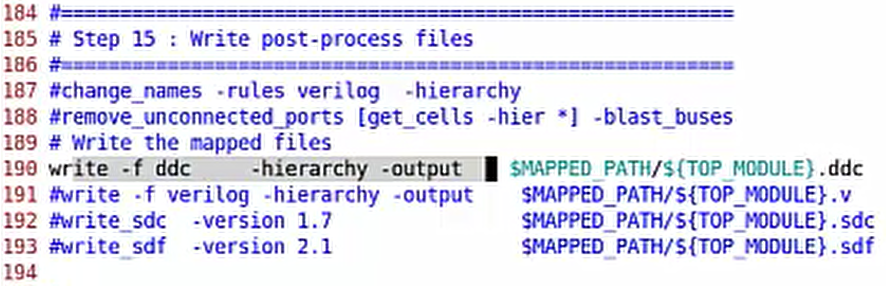 184 #=========================================================
185 # Step 15 : Write post-process files
186 #=========================================================
187 #change_names -rules verilog  -hierarchy
188 #remove_unconnected_ports [get_cells -hier *] -blast_buses
189 # Write the mapped files
190 write -f ddc     -hierarchy -output    $MAPPED_PATH/${TOP_MODULE}.ddc
191 #write -f verilog -hierarchy -output    $MAPPED_PATH/${TOP_MODULE}.v
192 #write_sdc  -version 1.7                $MAPPED_PATH/${TOP_MODULE}.sdc
193 #write_sdf  -version 2.1                $MAPPED_PATH/${TOP_MODULE}.sdf
194